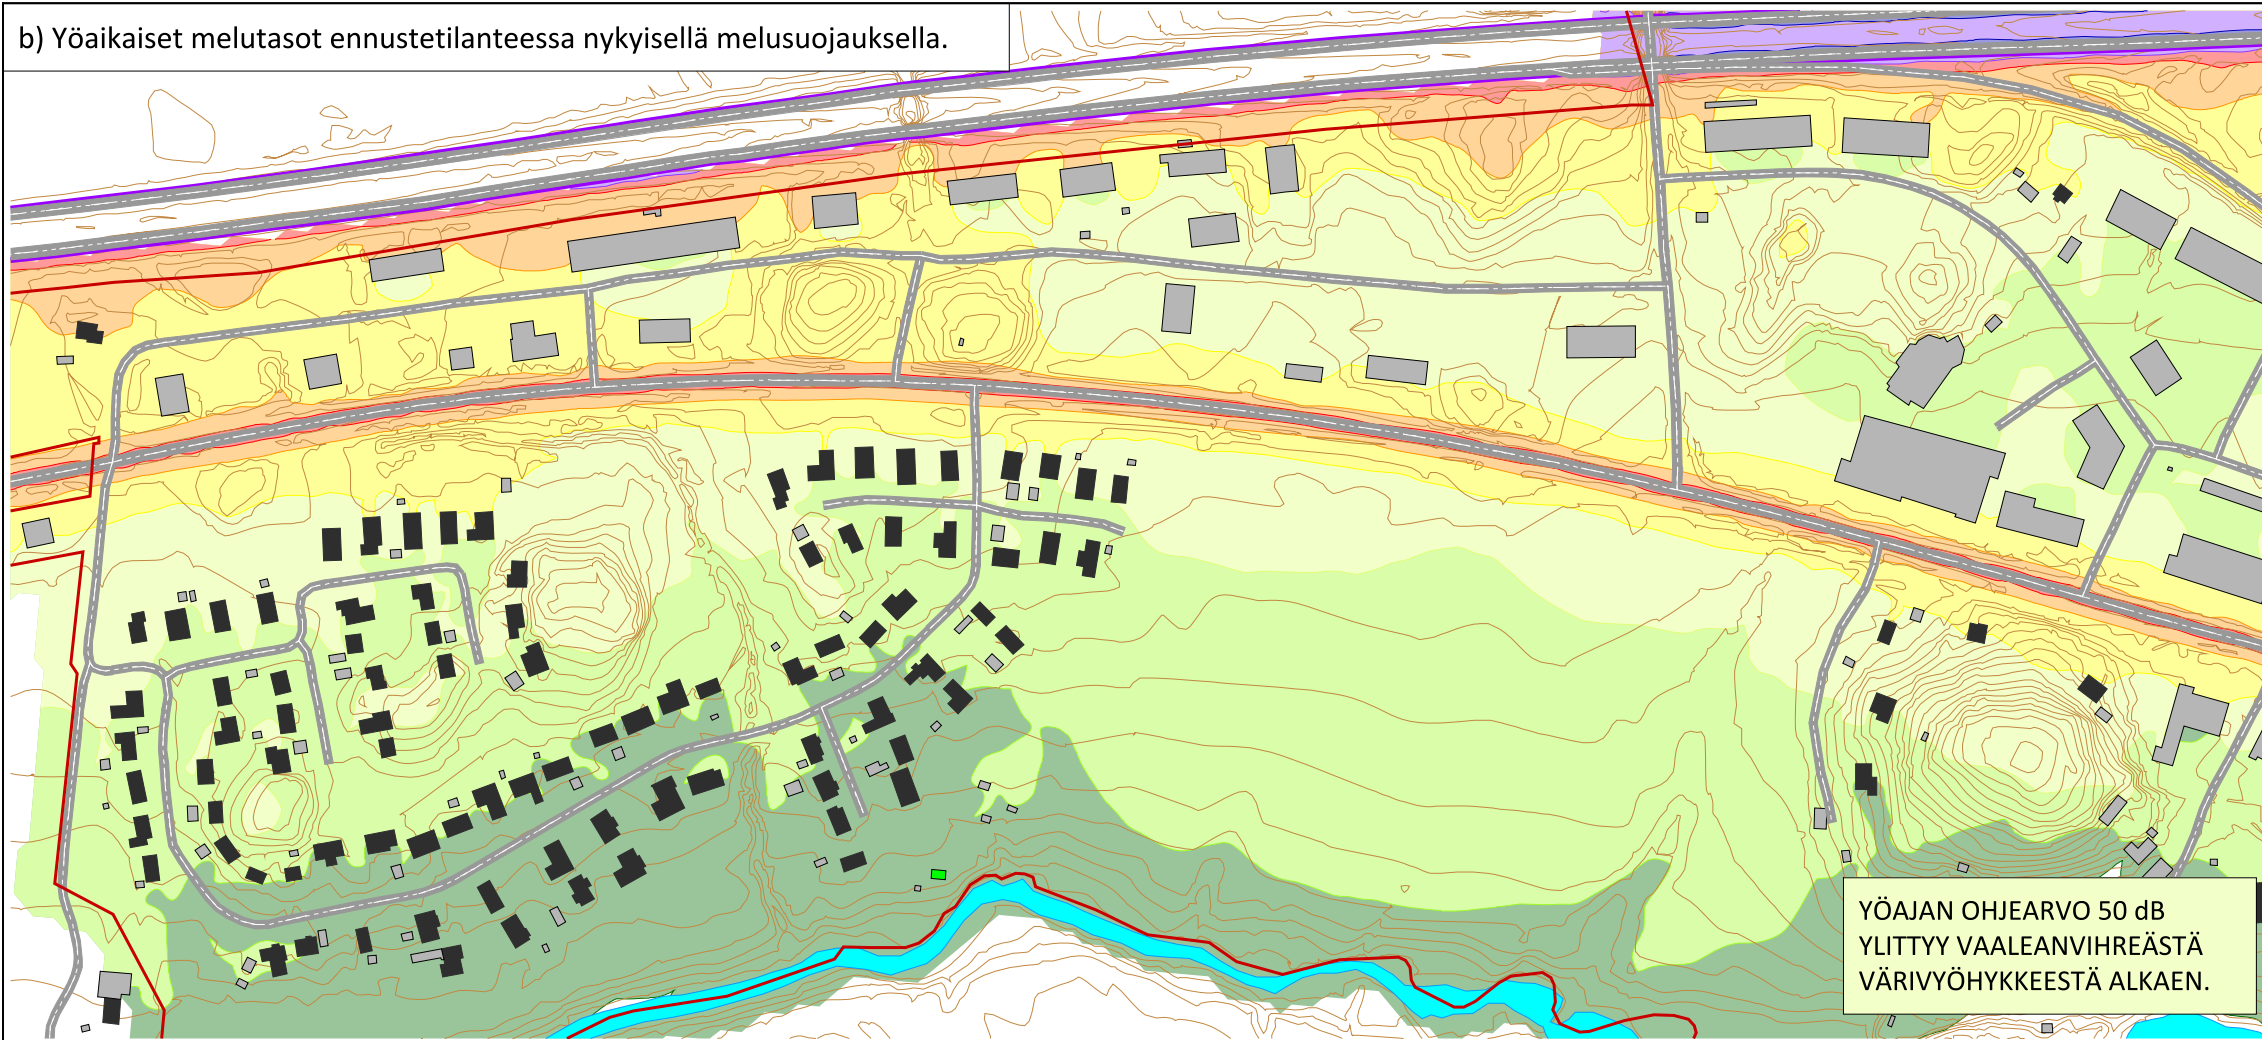 b) Yöaikaiset melutasot ennustetilanteessa nykyisellä melusuojauksella.
YÖAJAN OHJEARVO 50 dB
YLITTYY VAALEANVIHREÄSTÄ
VÄRIVYÖHYKKEESTÄ ALKAEN.